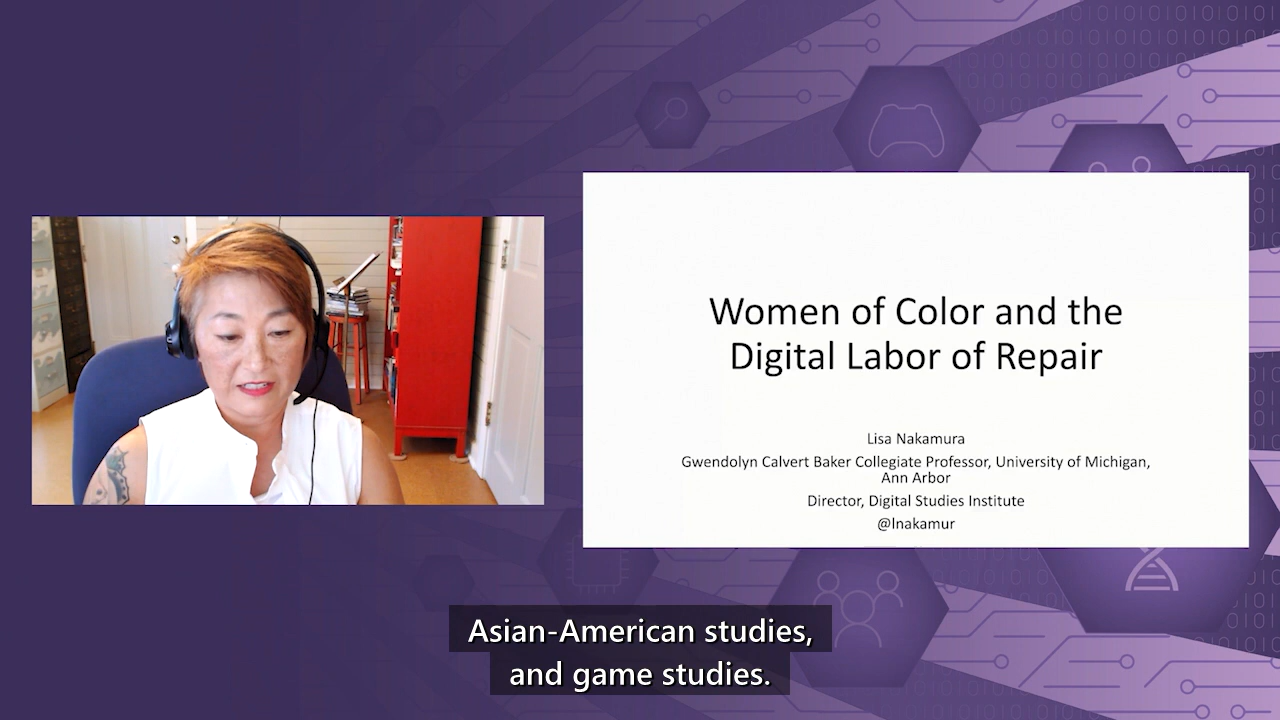 Women of Color and the
Digital Labor of Repair
Lisa Nakamura
Gwendolyn Calvert Baker Collegiate Professor, University of Michigan,
Ann Arbor
Director, Digital Studies Institute
@lnakamur
Asian-American studies,
and game studies.